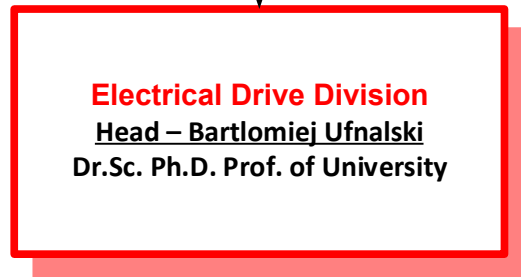 Electrical Drive Division
Head – Bartlomiej Ufnalski
Dr.Sc. Ph.D. Prof. of University